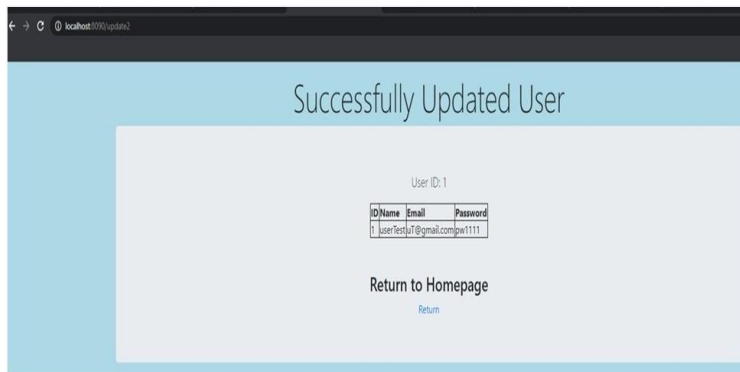 localhost:8090/update2
Successfully Updated User
User ID: 1
ID Name Email Password
1 userTest uT@gmail.com pw1111
Return to Homepage
Return